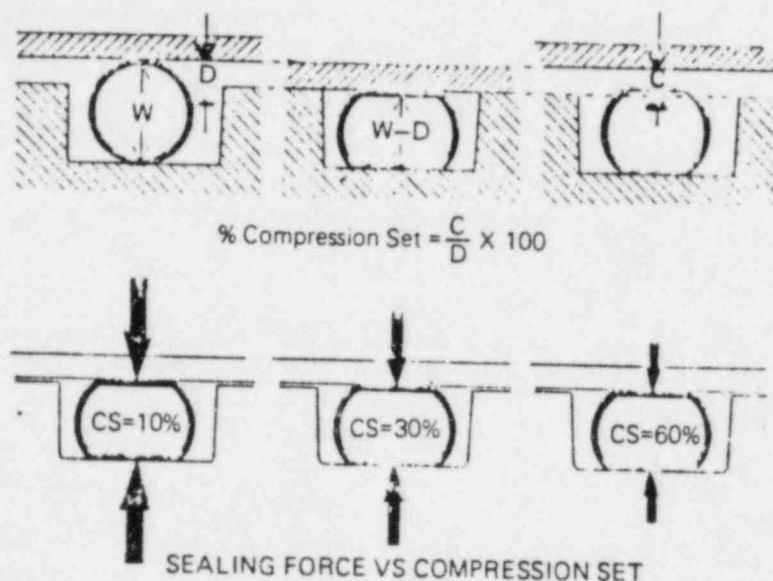 D
W
W–D
C
% Compression Set = C/D X 100
CS=10%
CS=30%
CS=60%
SEALING FORCE VS COMPRESSION SET